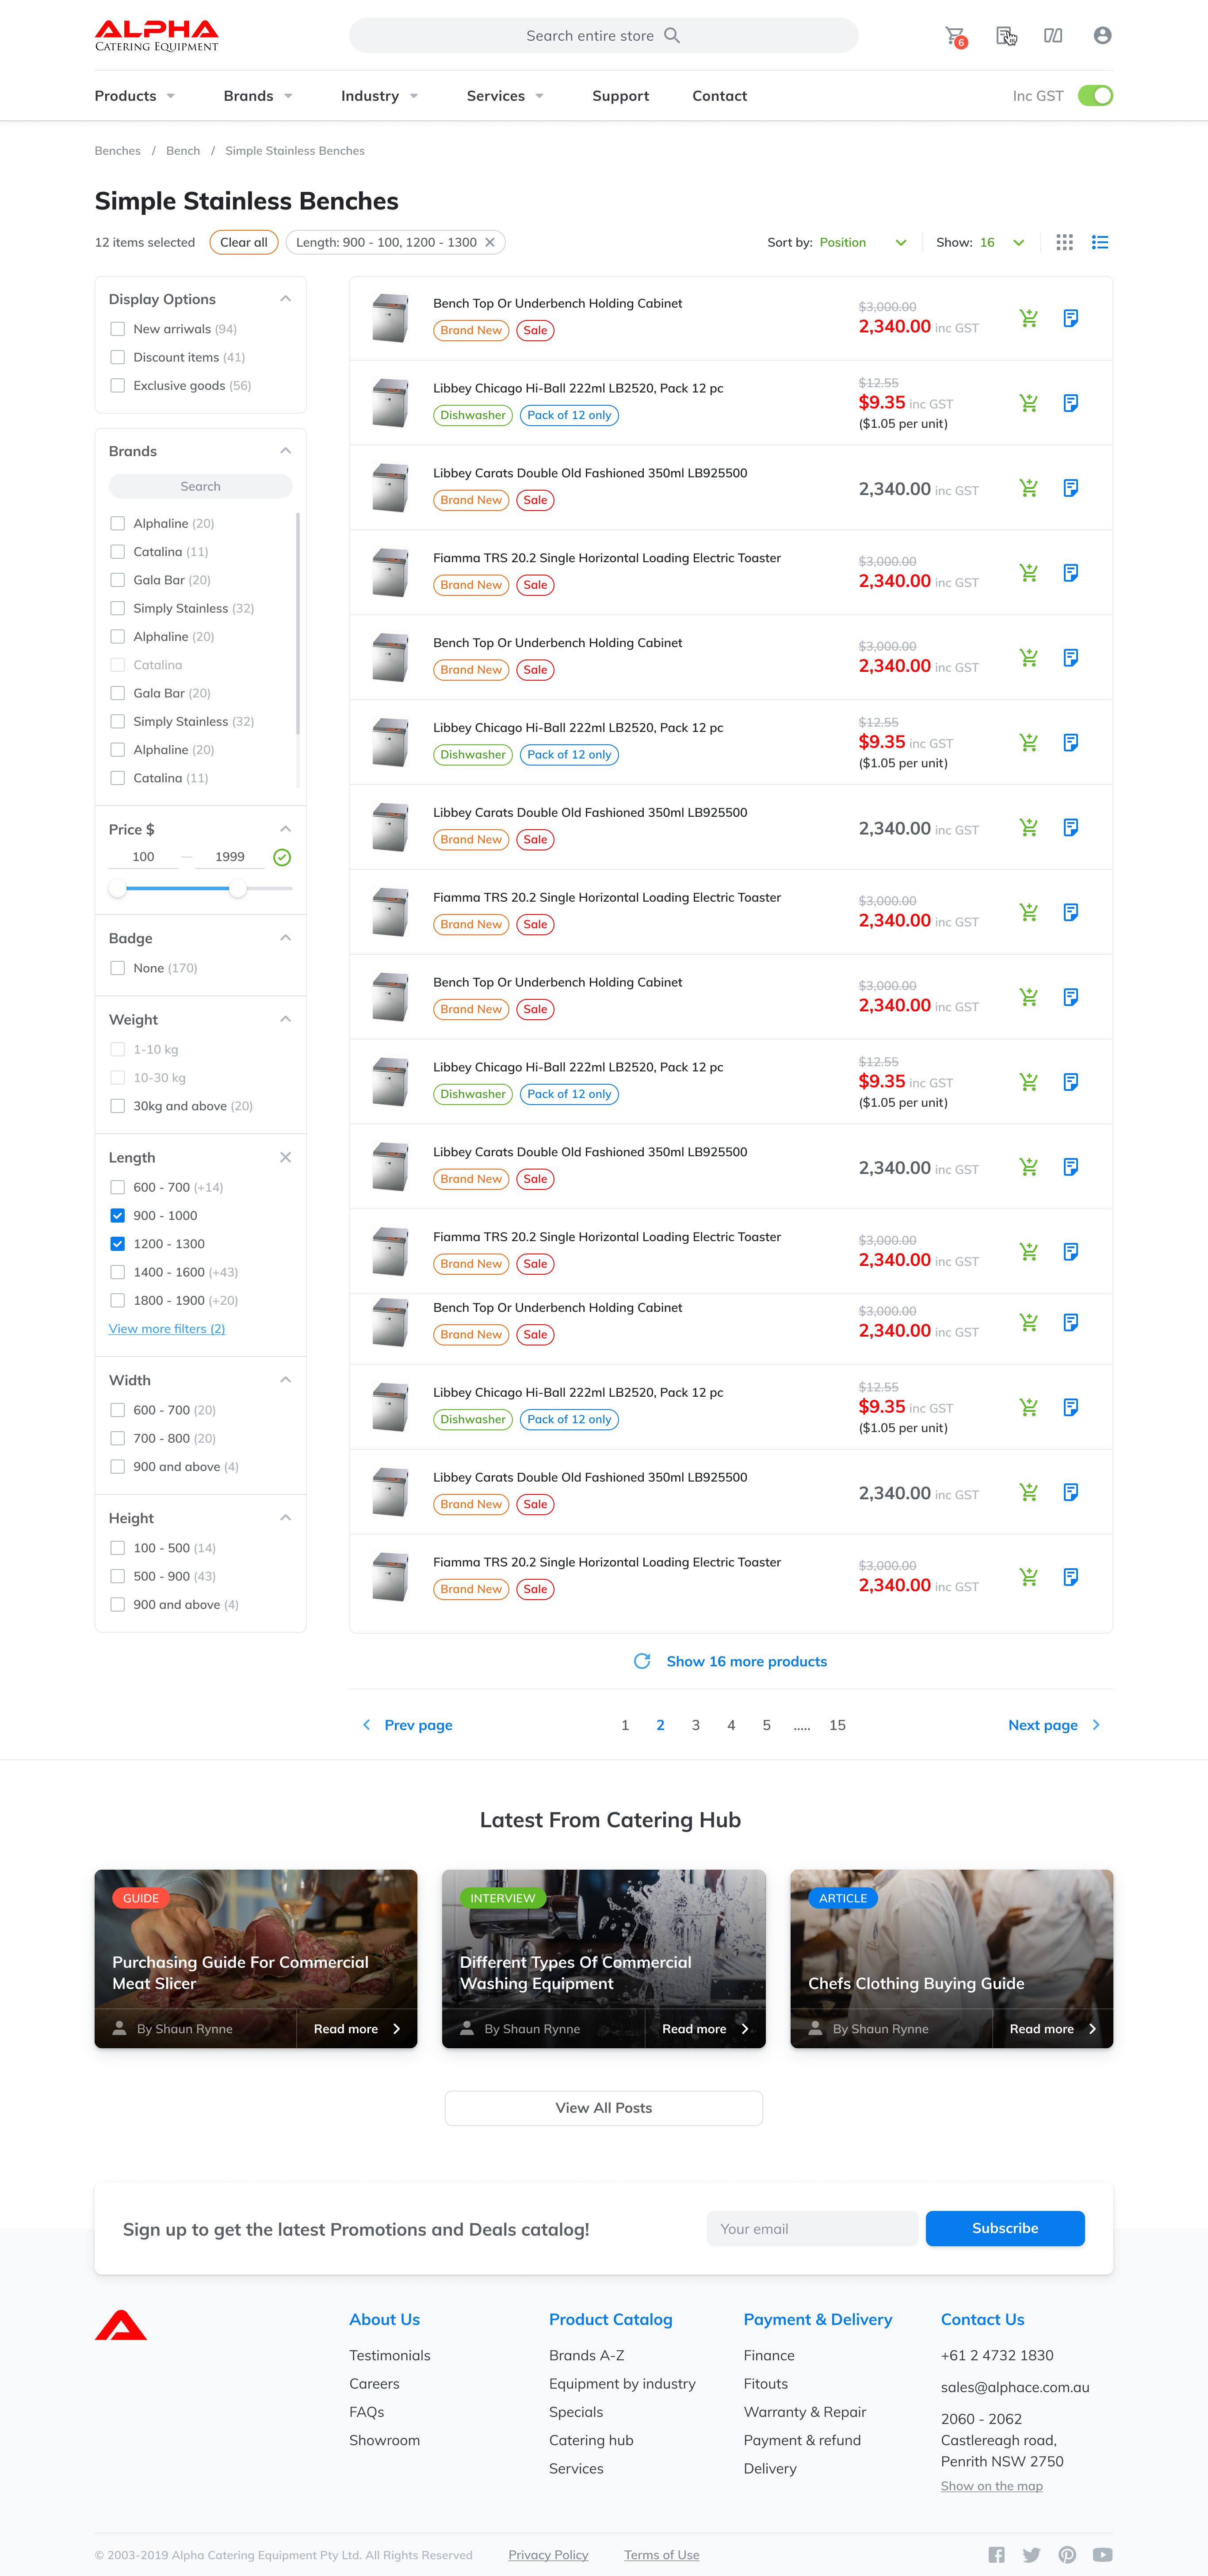 ALPHA
CATERING EQUIPMENT
Search entire store
6
Products
Brands
Industry
Services
Support
Contact
Inc GST
Benches / Bench / Simple Stainless Benches
Simple Stainless Benches
12 items selected
Clear all
Length: 900 - 100, 1200 - 1300
Sort by: Position
Show: 16
Display Options
New arriwals (94)
Discount items (41)
Exclusive goods (56)
Brands
Search
Alphaline (20)
Catalina (11)
Gala Bar (20)
Simply Stainless (32)
Alphaline (20)
Catalina
Gala Bar (20)
Simply Stainless (32)
Alphaline (20)
Catalina (11)
Price $
100 — 1999
Badge
None (170)
Weight
1-10 kg
10-30 kg
30kg and above (20)
Length
600 - 700 (+14)
900 - 1000
1200 - 1300
1400 - 1600 (+43)
1800 - 1900 (+20)
View more filters (2)
Width
600 - 700 (20)
700 - 800 (20)
900 and above (4)
Height
100 - 500 (14)
500 - 900 (43)
900 and above (4)
Bench Top Or Underbench Holding Cabinet
Brand New Sale
$3,000.00
2,340.00 inc GST
Libbey Chicago Hi-Ball 222ml LB2520, Pack 12 pc
Dishwasher Pack of 12 only
$12.55
$9.35 inc GST
($1.05 per unit)
Libbey Carats Double Old Fashioned 350ml LB925500
Brand New Sale
2,340.00 inc GST
Fiamma TRS 20.2 Single Horizontal Loading Electric Toaster
Brand New Sale
$3,000.00
2,340.00 inc GST
Bench Top Or Underbench Holding Cabinet
Brand New Sale
$3,000.00
2,340.00 inc GST
Libbey Chicago Hi-Ball 222ml LB2520, Pack 12 pc
Dishwasher Pack of 12 only
$12.55
$9.35 inc GST
($1.05 per unit)
Libbey Carats Double Old Fashioned 350ml LB925500
Brand New Sale
2,340.00 inc GST
Fiamma TRS 20.2 Single Horizontal Loading Electric Toaster
Brand New Sale
$3,000.00
2,340.00 inc GST
Bench Top Or Underbench Holding Cabinet
Brand New Sale
$3,000.00
2,340.00 inc GST
Libbey Chicago Hi-Ball 222ml LB2520, Pack 12 pc
Dishwasher Pack of 12 only
$12.55
$9.35 inc GST
($1.05 per unit)
Libbey Carats Double Old Fashioned 350ml LB925500
Brand New Sale
2,340.00 inc GST
Fiamma TRS 20.2 Single Horizontal Loading Electric Toaster
Brand New Sale
$3,000.00
2,340.00 inc GST
Bench Top Or Underbench Holding Cabinet
Brand New Sale
$3,000.00
2,340.00 inc GST
Libbey Chicago Hi-Ball 222ml LB2520, Pack 12 pc
Dishwasher Pack of 12 only
$12.55
$9.35 inc GST
($1.05 per unit)
Libbey Carats Double Old Fashioned 350ml LB925500
Brand New Sale
2,340.00 inc GST
Fiamma TRS 20.2 Single Horizontal Loading Electric Toaster
Brand New Sale
$3,000.00
2,340.00 inc GST
Show 16 more products
Prev page
1 2 3 4 5 ..... 15
Next page
Latest From Catering Hub
GUIDE
Purchasing Guide For Commercial
Meat Slicer
By Shaun Rynne
Read more
INTERVIEW
Different Types Of Commercial
Washing Equipment
By Shaun Rynne
Read more
ARTICLE
Chefs Clothing Buying Guide
By Shaun Rynne
Read more
View All Posts
Sign up to get the latest Promotions and Deals catalog!
Your email
Subscribe
About Us
Testimonials
Careers
FAQs
Showroom
Product Catalog
Brands A-Z
Equipment by industry
Specials
Catering hub
Services
Payment & Delivery
Finance
Fitouts
Warranty & Repair
Payment & refund
Delivery
Contact Us
+61 2 4732 1830
sales@alphace.com.au
2060 - 2062
Castlereagh road,
Penrith NSW 2750
Show on the map
© 2003-2019 Alpha Catering Equipment Pty Ltd. All Rights Reserved
Privacy Policy
Terms of Use